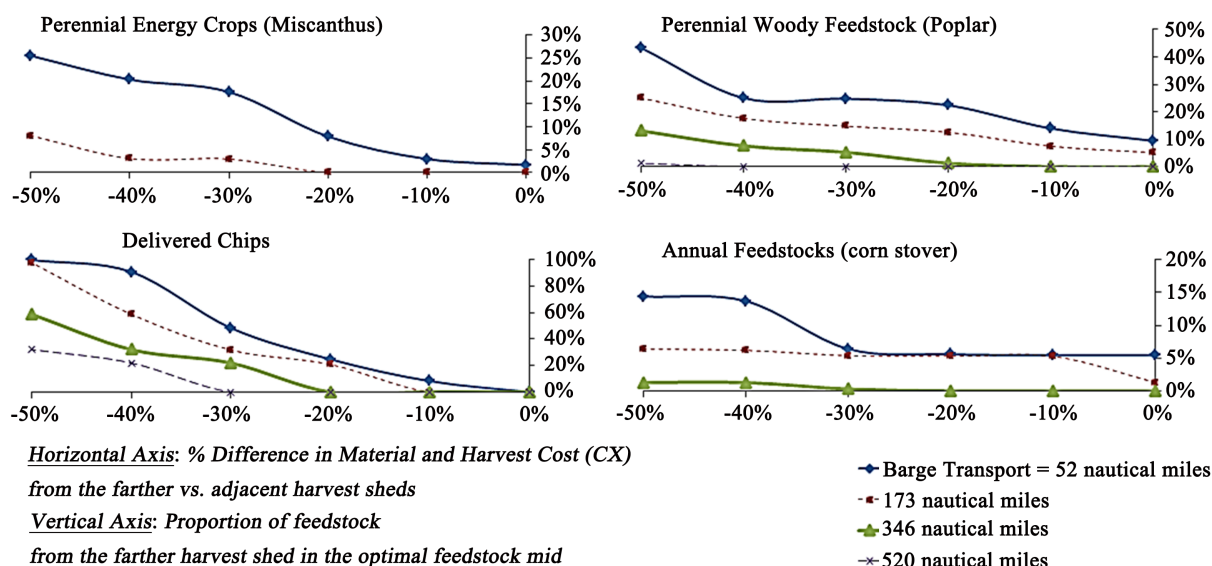 Perennial Energy Crops (Miscanthus)
30%
25%
20%
15%
10%
5%
0%
-50% -40% -30% -20% -10% 0%
Perennial Woody Feedstock (Poplar)
50%
40%
30%
20%
10%
0%
-50% -40% -30% -20% -10% 0%
Delivered Chips
100%
80%
60%
40%
20%
0%
-50% -40% -30% -20% -10% 0%
Annual Feedstocks (corn stover)
20%
15%
10%
5%
0%
-50% -40% -30% -20% -10% 0%
Horizontal Axis: % Difference in Material and Harvest Cost (CX)
from the farther vs. adjacent harvest sheds
Vertical Axis: Proportion of feedstock
from the farther harvest shed in the optimal feedstock mid
Barge Transport = 52 nautical miles
173 nautical miles
346 nautical miles
520 nautical miles